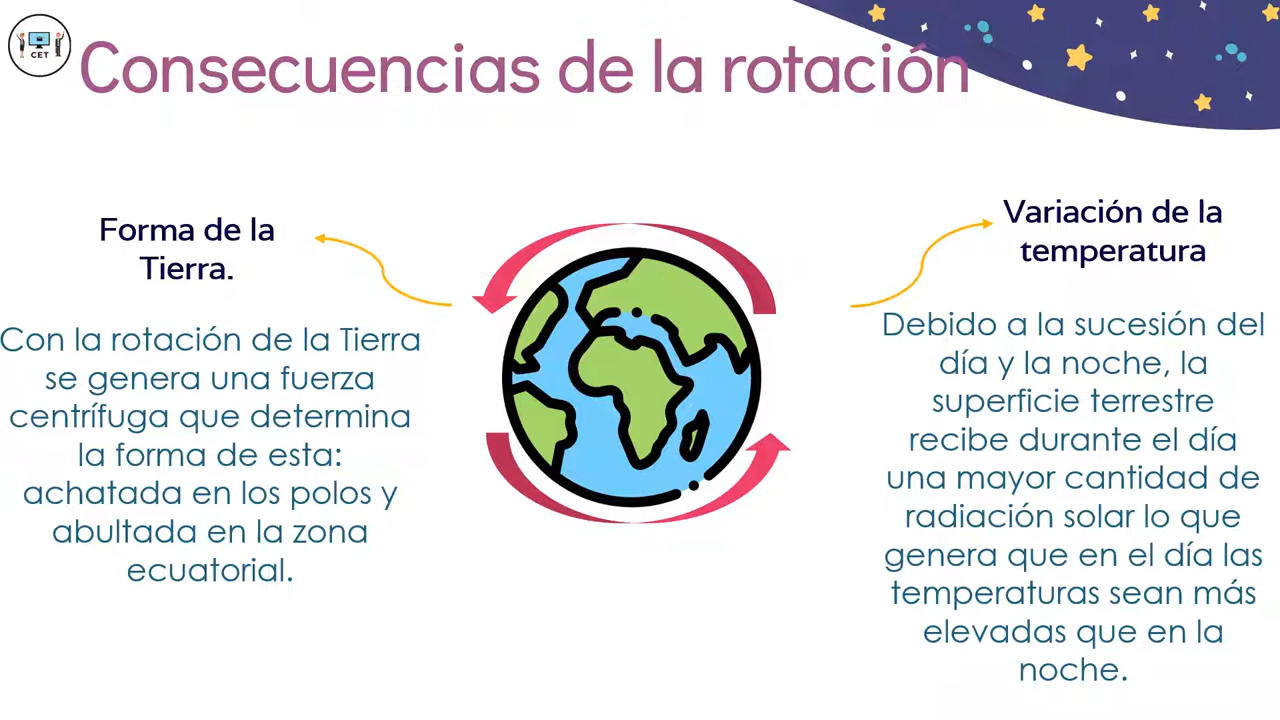 CET
Consecuencias de la rotación
Forma de la
Tierra.
Con la rotación de la Tierra
se genera una fuerza
centrífuga que determina
la forma de esta:
achatada en los polos y
abultada en la zona
ecuatorial.
Variación de la
temperatura
Debido a la sucesión del
día y la noche, la
superficie terrestre
recibe durante el día
una mayor cantidad de
radiación solar lo que
genera que en el día las
temperaturas sean más
elevadas que en la
noche.